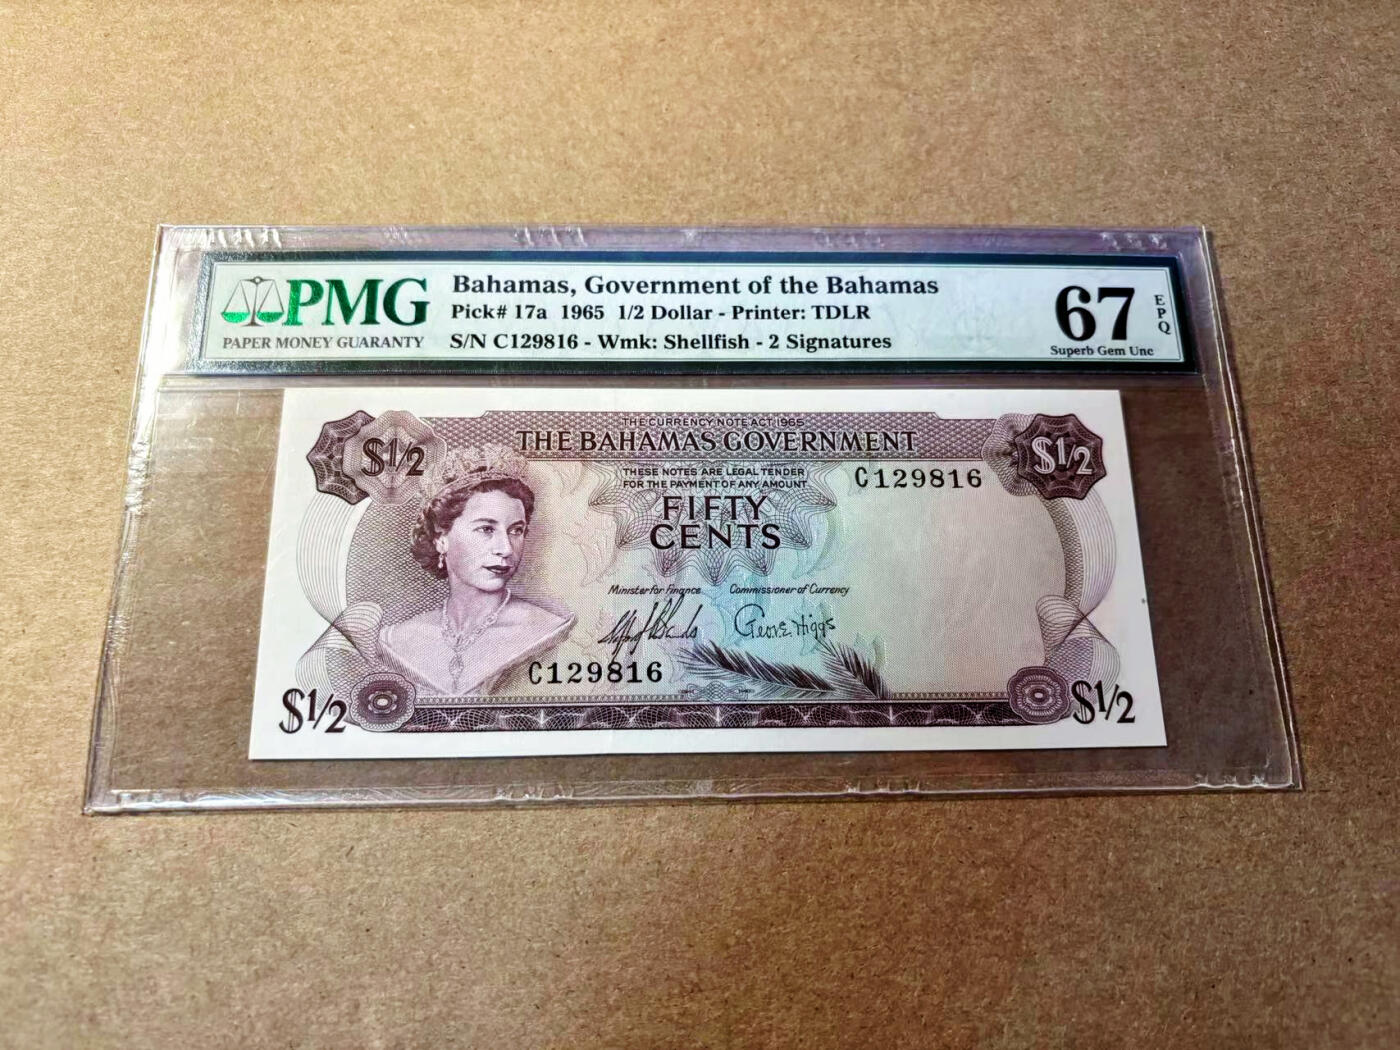 PMG
PAPER MONEY GUARANTY
Bahamas, Government of the Bahamas
Pick# 17a 1965 1/2 Dollar - Printer: TDLR
S/N C129816 - Wmk: Shellfish - 2 Signatures
67
EPQ
Superb Gem Unc
$1/2
THE CURRENCY NOTE ACT 1965
THE BAHAMAS GOVERNMENT
$1/2
THESE NOTES ARE LEGAL TENDER
FOR THE PAYMENT OF ANY AMOUNT
C129816
FIFTY
CENTS
Minister for Finance Commissioner of Currency
George Higgs
C129816
$1/2
$1/2